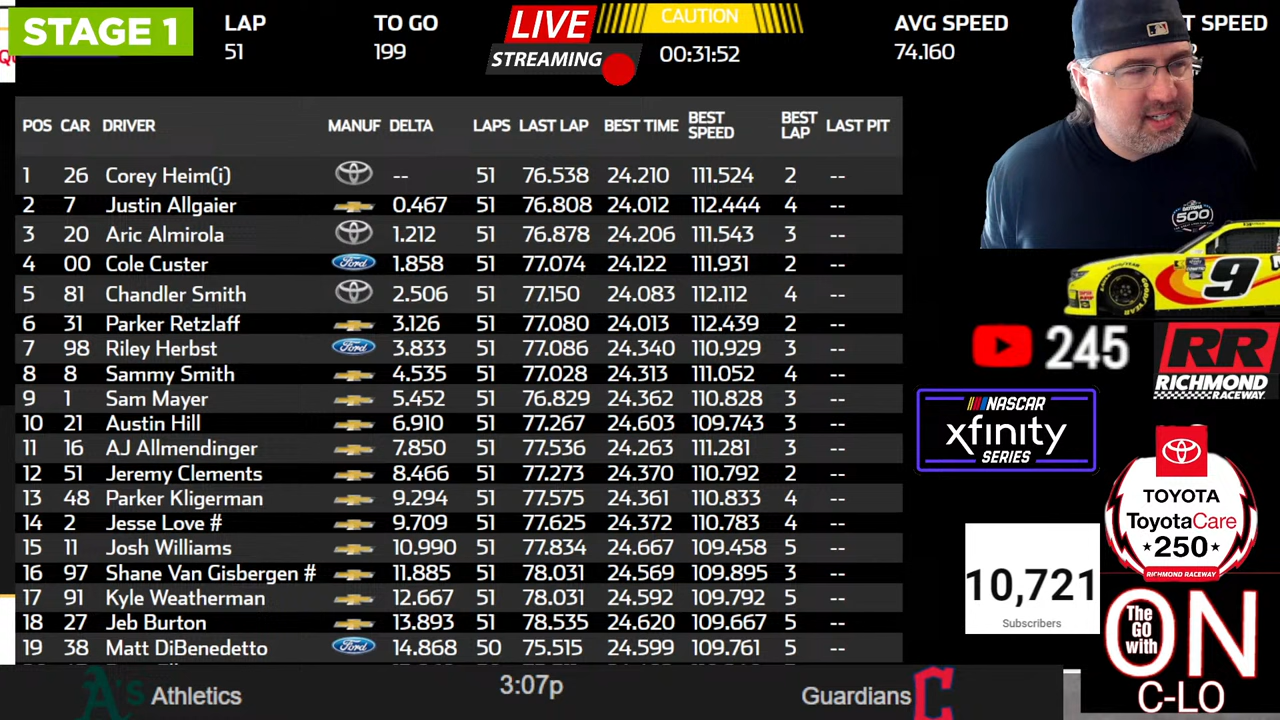 STAGE 1
LAP
51
TO GO
199
LIVE
STREAMING
CAUTION
00:31:52
AVG SPEED
74.160
T SPEED
POS CAR DRIVER MANUF DELTA LAPS LAST LAP BEST TIME BEST SPEED BEST LAP LAST PIT
1 26 Corey Heim(i) -- 51 76.538 24.210 111.524 2 --
2 7 Justin Allgaier 0.467 51 76.808 24.012 112.444 4 --
3 20 Aric Almirola 1.212 51 76.878 24.206 111.543 3 --
4 00 Cole Custer Ford 1.858 51 77.074 24.122 111.931 2 --
5 81 Chandler Smith 2.506 51 77.150 24.083 112.112 4 --
6 31 Parker Retzlaff 3.126 51 77.080 24.013 112.439 2 --
7 98 Riley Herbst Ford 3.833 51 77.086 24.340 110.929 3 --
8 8 Sammy Smith 4.535 51 77.028 24.313 111.052 4 --
9 1 Sam Mayer 5.452 51 76.829 24.362 110.828 3 --
10 21 Austin Hill 6.910 51 77.267 24.603 109.743 3 --
11 16 AJ Allmendinger 7.850 51 77.536 24.263 111.281 3 --
12 51 Jeremy Clements 8.466 51 77.273 24.370 110.792 2 --
13 48 Parker Kligerman 9.294 51 77.575 24.361 110.833 4 --
14 2 Jesse Love # 9.709 51 77.625 24.372 110.783 4 --
15 11 Josh Williams 10.990 51 77.834 24.667 109.458 5 --
16 97 Shane Van Gisbergen # 11.885 51 78.031 24.569 109.895 3 --
17 91 Kyle Weatherman 12.667 51 78.031 24.592 109.792 5 --
18 27 Jeb Burton 13.893 51 78.535 24.620 109.667 5 --
19 38 Matt DiBenedetto Ford 14.868 50 75.515 24.599 109.761 5 --
DAYTONA
500
9
245
RR
RICHMOND
RACEWAY
NASCAR
xfinity
SERIES
TOYOTA
ToyotaCare
250
RICHMOND RACEWAY
10,721
Subscribers
The GO with
ON
C-LO
A's Athletics
3:07p
Guardians C